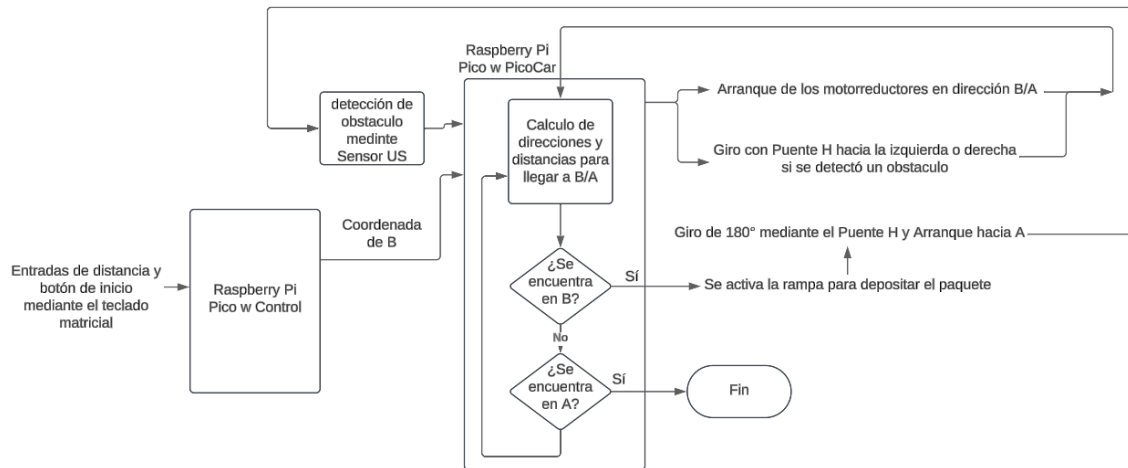 Raspberry Pi
Pico w PicoCar
detección de
obstaculo
medinte
Sensor US
Calculo de
direcciones y
distancias para
llegar a B/A
Arranque de los motorreductores en dirección B/A
Giro con Puente H hacia la izquierda o derecha
si se detectó un obstaculo
Coordenada
de B
Giro de 180° mediante el Puente H y Arranque hacia A
Entradas de distancia y
botón de inicio
mediante el teclado
matricial
Raspberry Pi
Pico w Control
¿Se
encuentra
en B?
Sí
Se activa la rampa para depositar el paquete
No
¿Se
encuentra
en A?
Sí
Fin